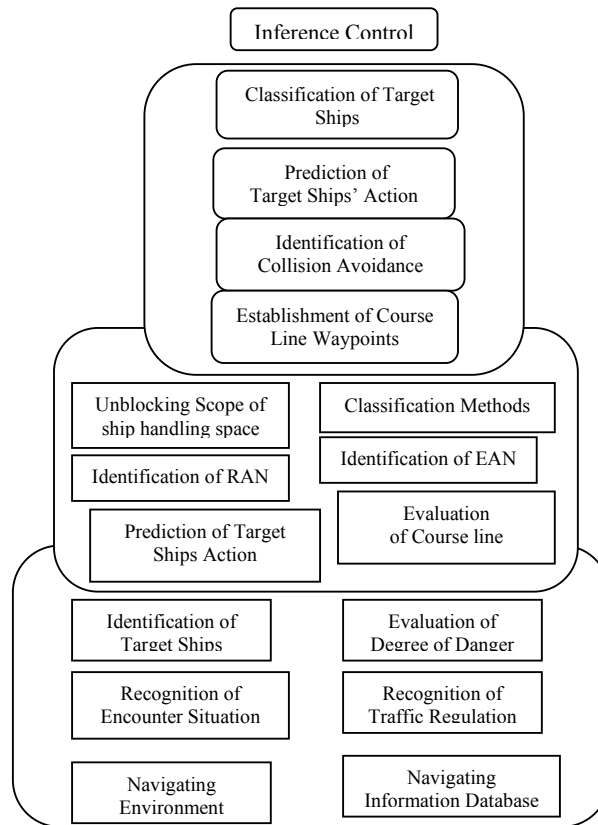 Inference Control
Classification of Target
Ships
Prediction of
Target Ships’ Action
Identification of
Collision Avoidance
Establishment of Course
Line Waypoints
Unblocking Scope of
ship handling space
Classification Methods
Identification of RAN
Identification of EAN
Prediction of Target
Ships Action
Evaluation
of Course line
Identification of
Target Ships
Evaluation of
Degree of Danger
Recognition of
Encounter Situation
Recognition of
Traffic Regulation
Navigating
Environment
Navigating
Information Database